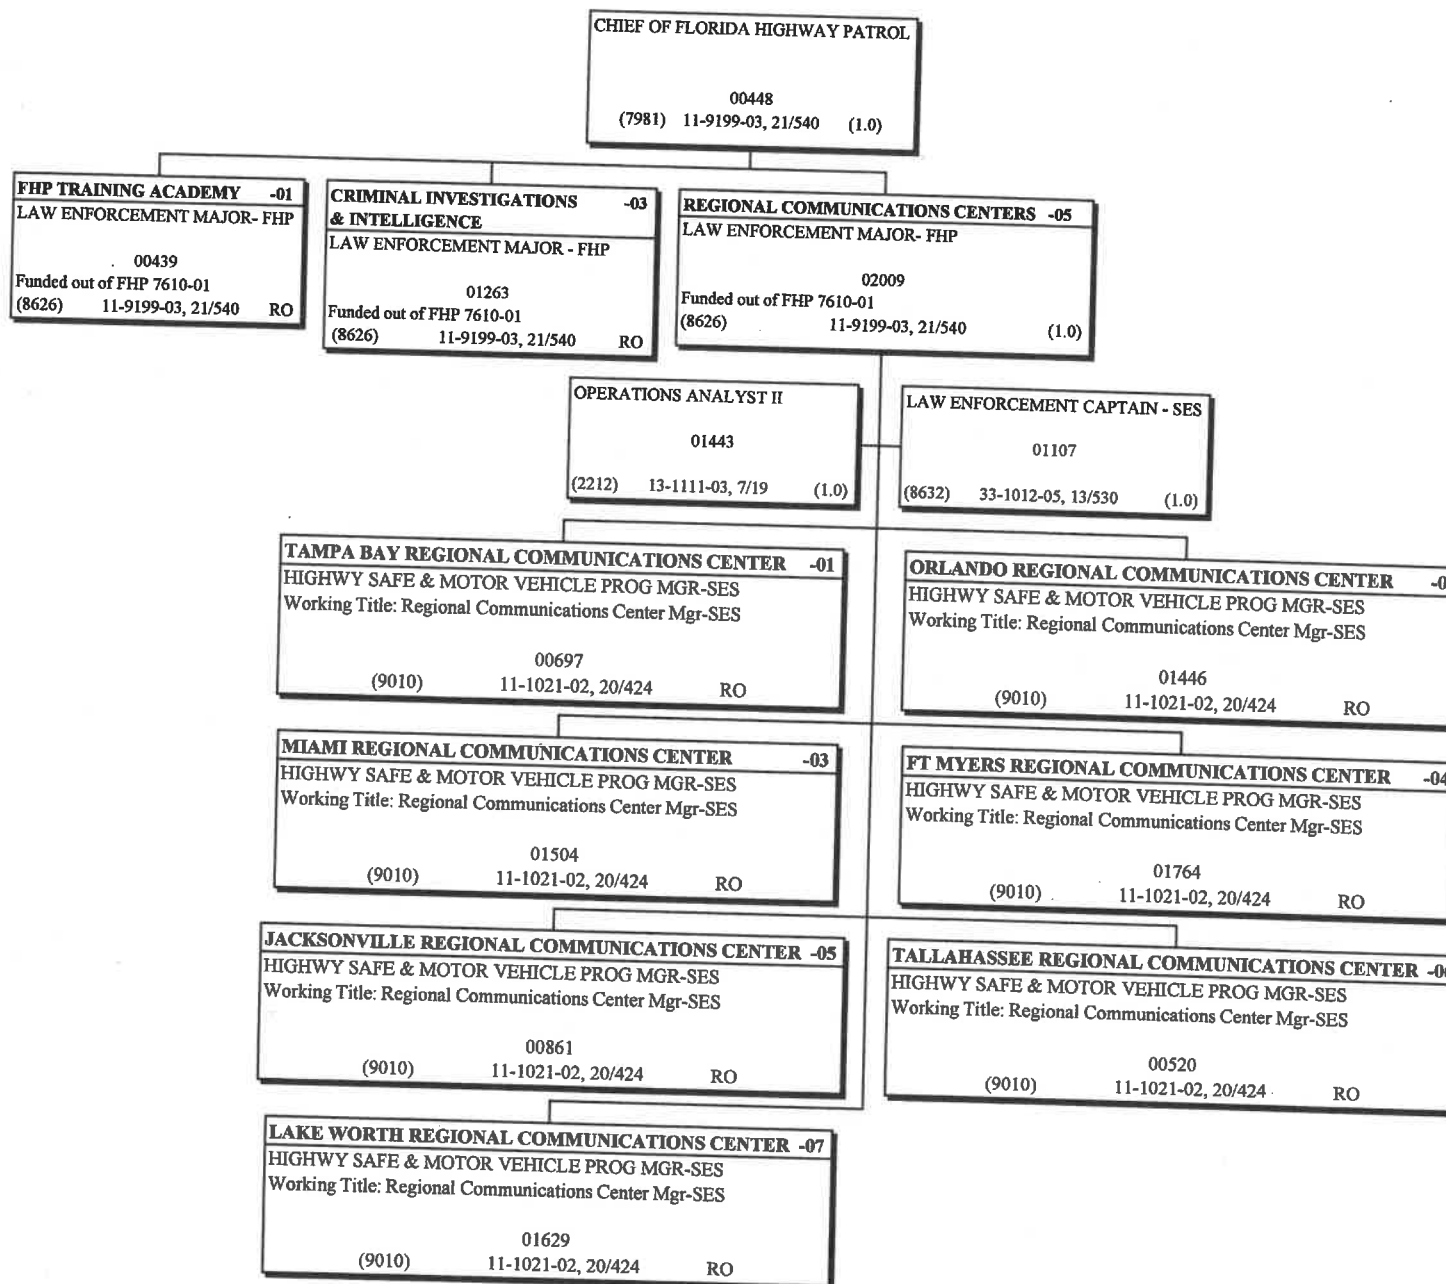 CHIEF OF FLORIDA HIGHWAY PATROL
00448
(7981) 11-9199-03, 21/540 (1.0)
FHP TRAINING ACADEMY -01
LAW ENFORCEMENT MAJOR- FHP
00439
Funded out of FHP 7610-01
(8626) 11-9199-03, 21/540 RO
CRIMINAL INVESTIGATIONS -03
& INTELLIGENCE
LAW ENFORCEMENT MAJOR - FHP
01263
Funded out of FHP 7610-01
(8626) 11-9199-03, 21/540 RO
REGIONAL COMMUNICATIONS CENTERS -05
LAW ENFORCEMENT MAJOR- FHP
02009
Funded out of FHP 7610-01
(8626) 11-9199-03, 21/540 (1.0)
OPERATIONS ANALYST II
01443
(2212) 13-1111-03, 7/19 (1.0)
LAW ENFORCEMENT CAPTAIN - SES
01107
(8632) 33-1012-05, 13/530 (1.0)
TAMPA BAY REGIONAL COMMUNICATIONS CENTER -01
HIGHWY SAFE & MOTOR VEHICLE PROG MGR-SES
Working Title: Regional Communications Center Mgr-SES
00697
(9010) 11-1021-02, 20/424 RO
ORLANDO REGIONAL COMMUNICATIONS CENTER
HIGHWY SAFE & MOTOR VEHICLE PROG MGR-SES
Working Title: Regional Communications Center Mgr-SES
01446
(9010) 11-1021-02, 20/424 RO
MIAMI REGIONAL COMMUNICATIONS CENTER -03
HIGHWY SAFE & MOTOR VEHICLE PROG MGR-SES
Working Title: Regional Communications Center Mgr-SES
01504
(9010) 11-1021-02, 20/424 RO
FT MYERS REGIONAL COMMUNICATIONS CENTER -04
HIGHWY SAFE & MOTOR VEHICLE PROG MGR-SES
Working Title: Regional Communications Center Mgr-SES
01764
(9010) 11-1021-02, 20/424 RO
JACKSONVILLE REGIONAL COMMUNICATIONS CENTER -05
HIGHWY SAFE & MOTOR VEHICLE PROG MGR-SES
Working Title: Regional Communications Center Mgr-SES
00861
(9010) 11-1021-02, 20/424 RO
TALLAHASSEE REGIONAL COMMUNICATIONS CENTER
HIGHWY SAFE & MOTOR VEHICLE PROG MGR-SES
Working Title: Regional Communications Center Mgr-SES
00520
(9010) 11-1021-02, 20/424 RO
LAKE WORTH REGIONAL COMMUNICATIONS CENTER -07
HIGHWY SAFE & MOTOR VEHICLE PROG MGR-SES
Working Title: Regional Communications Center Mgr-SES
01629
(9010) 11-1021-02, 20/424 RO